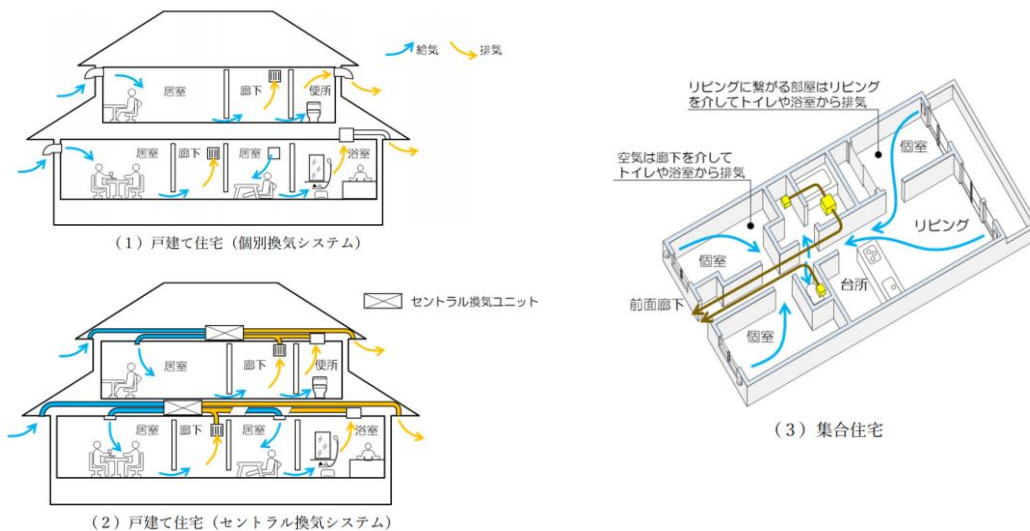 給気
排気
居室
廊下
便所
居室
廊下
居室
浴室
(1)戸建て住宅(個別換気システム)
セントラル換気ユニット
居室
廊下
便所
居室
廊下
居室
浴室
(2)戸建て住宅(セントラル換気システム)
リビングに繋がる部屋はリビング
を介してトイレや浴室から排気
空気は廊下を介して
トイレや浴室から排気
個室
リビング
個室
台所
前面廊下
個室
(3)集合住宅